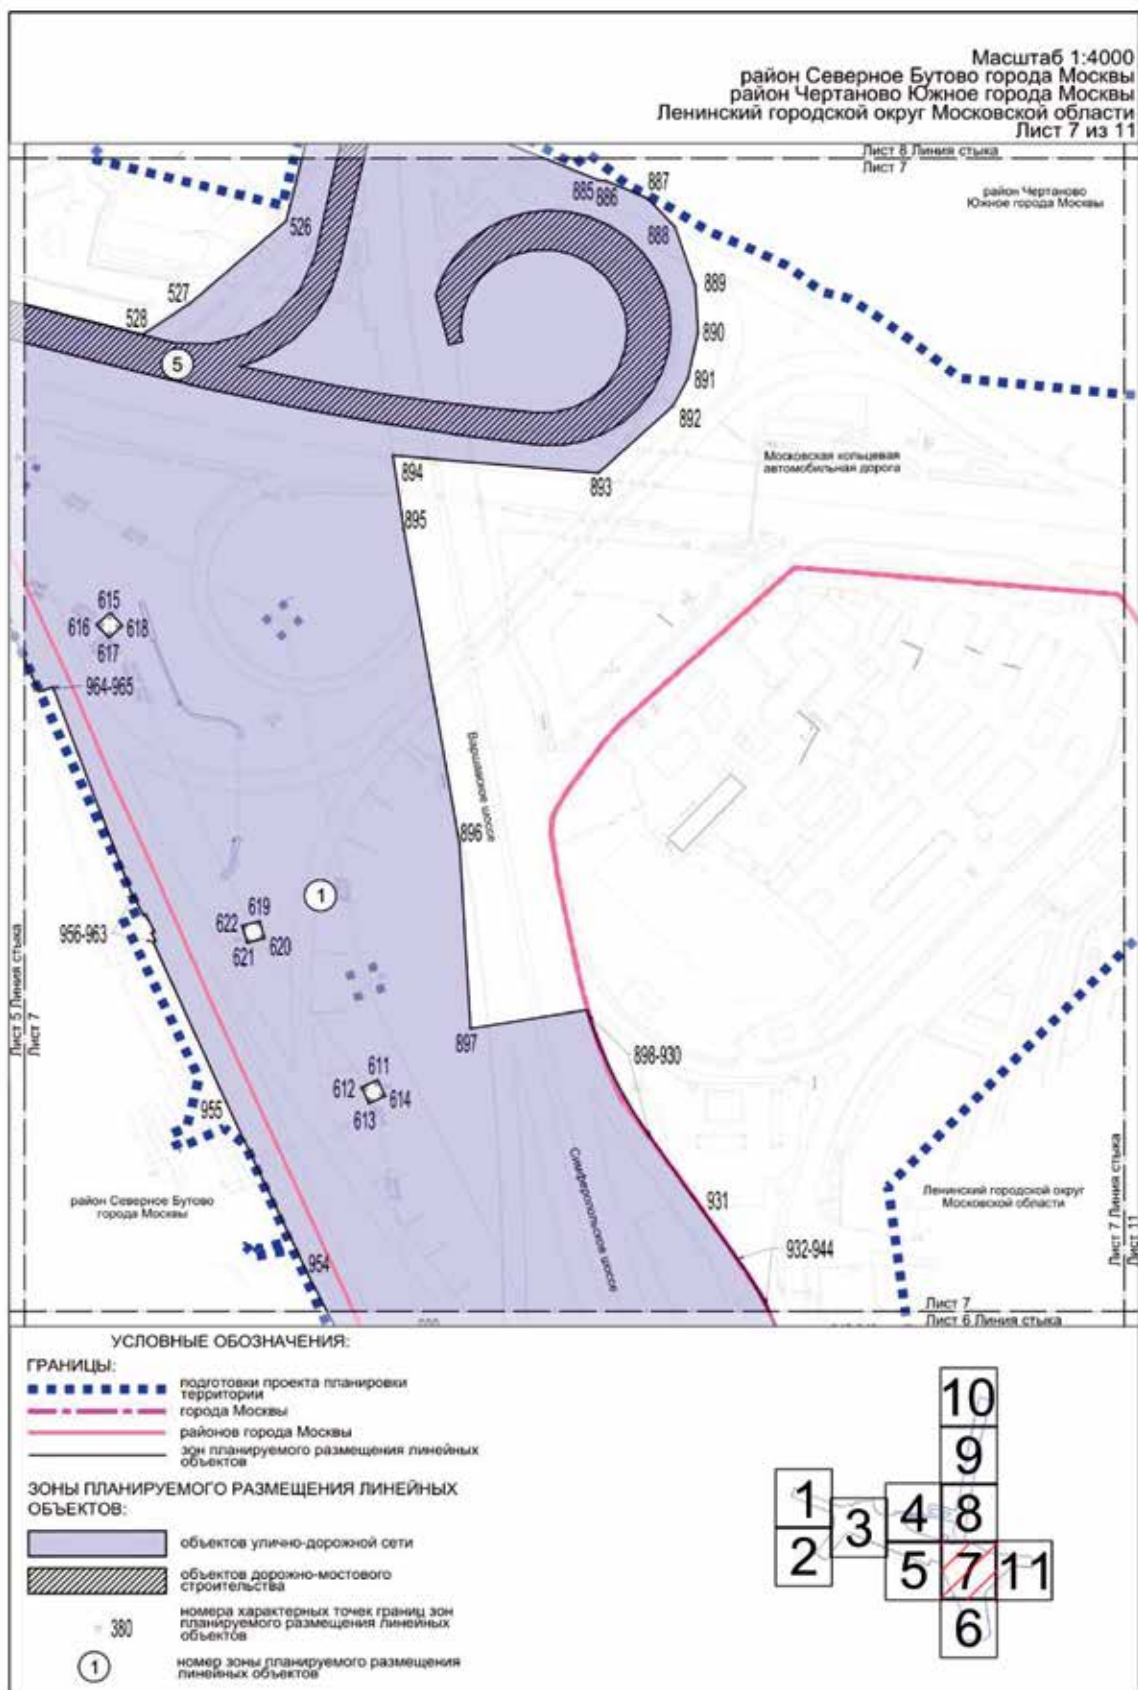 Масштаб 1:4000
район Северное Бутово города Москвы
район Чертаново Южное города Москвы
Ленинский городской округ Московской области
Лист 7 из 11
Лист 8 Линия стыка
Лист 7
район Чертаново
Южное города Москвы
885
886
887
888
526
527
528
889
890
891
892
5
893
894
895
Московская кольцевая
автомобильная дорога
615
616
618
617
964-965
Варшавское шоссе
896
1
619
622
620
621
956-963
Лист 5 Линия стыка
Лист 7
897
898-930
611
612
614
613
955
район Северное Бутово
города Москвы
Симферопольское шоссе
931
932-944
954
Ленинский городской округ
Московской области
Лист 7 Линия стыка
Лист 11
Лист 7
Лист 6 Линия стыка
УСЛОВНЫЕ ОБОЗНАЧЕНИЯ:
ГРАНИЦЫ:
подготовки проекта планировки
территории
города Москвы
районов города Москвы
зон планируемого размещения линейных
объектов
ЗОНЫ ПЛАНИРУЕМОГО РАЗМЕЩЕНИЯ ЛИНЕЙНЫХ
ОБЪЕКТОВ:
объектов улично-дорожной сети
объектов дорожно-мостового
строительства
380
номера характерных точек границ зон
планируемого размещения линейных
объектов
1
номер зоны планируемого размещения
линейных объектов
10
9
1
4
8
3
2
5
7
11
6